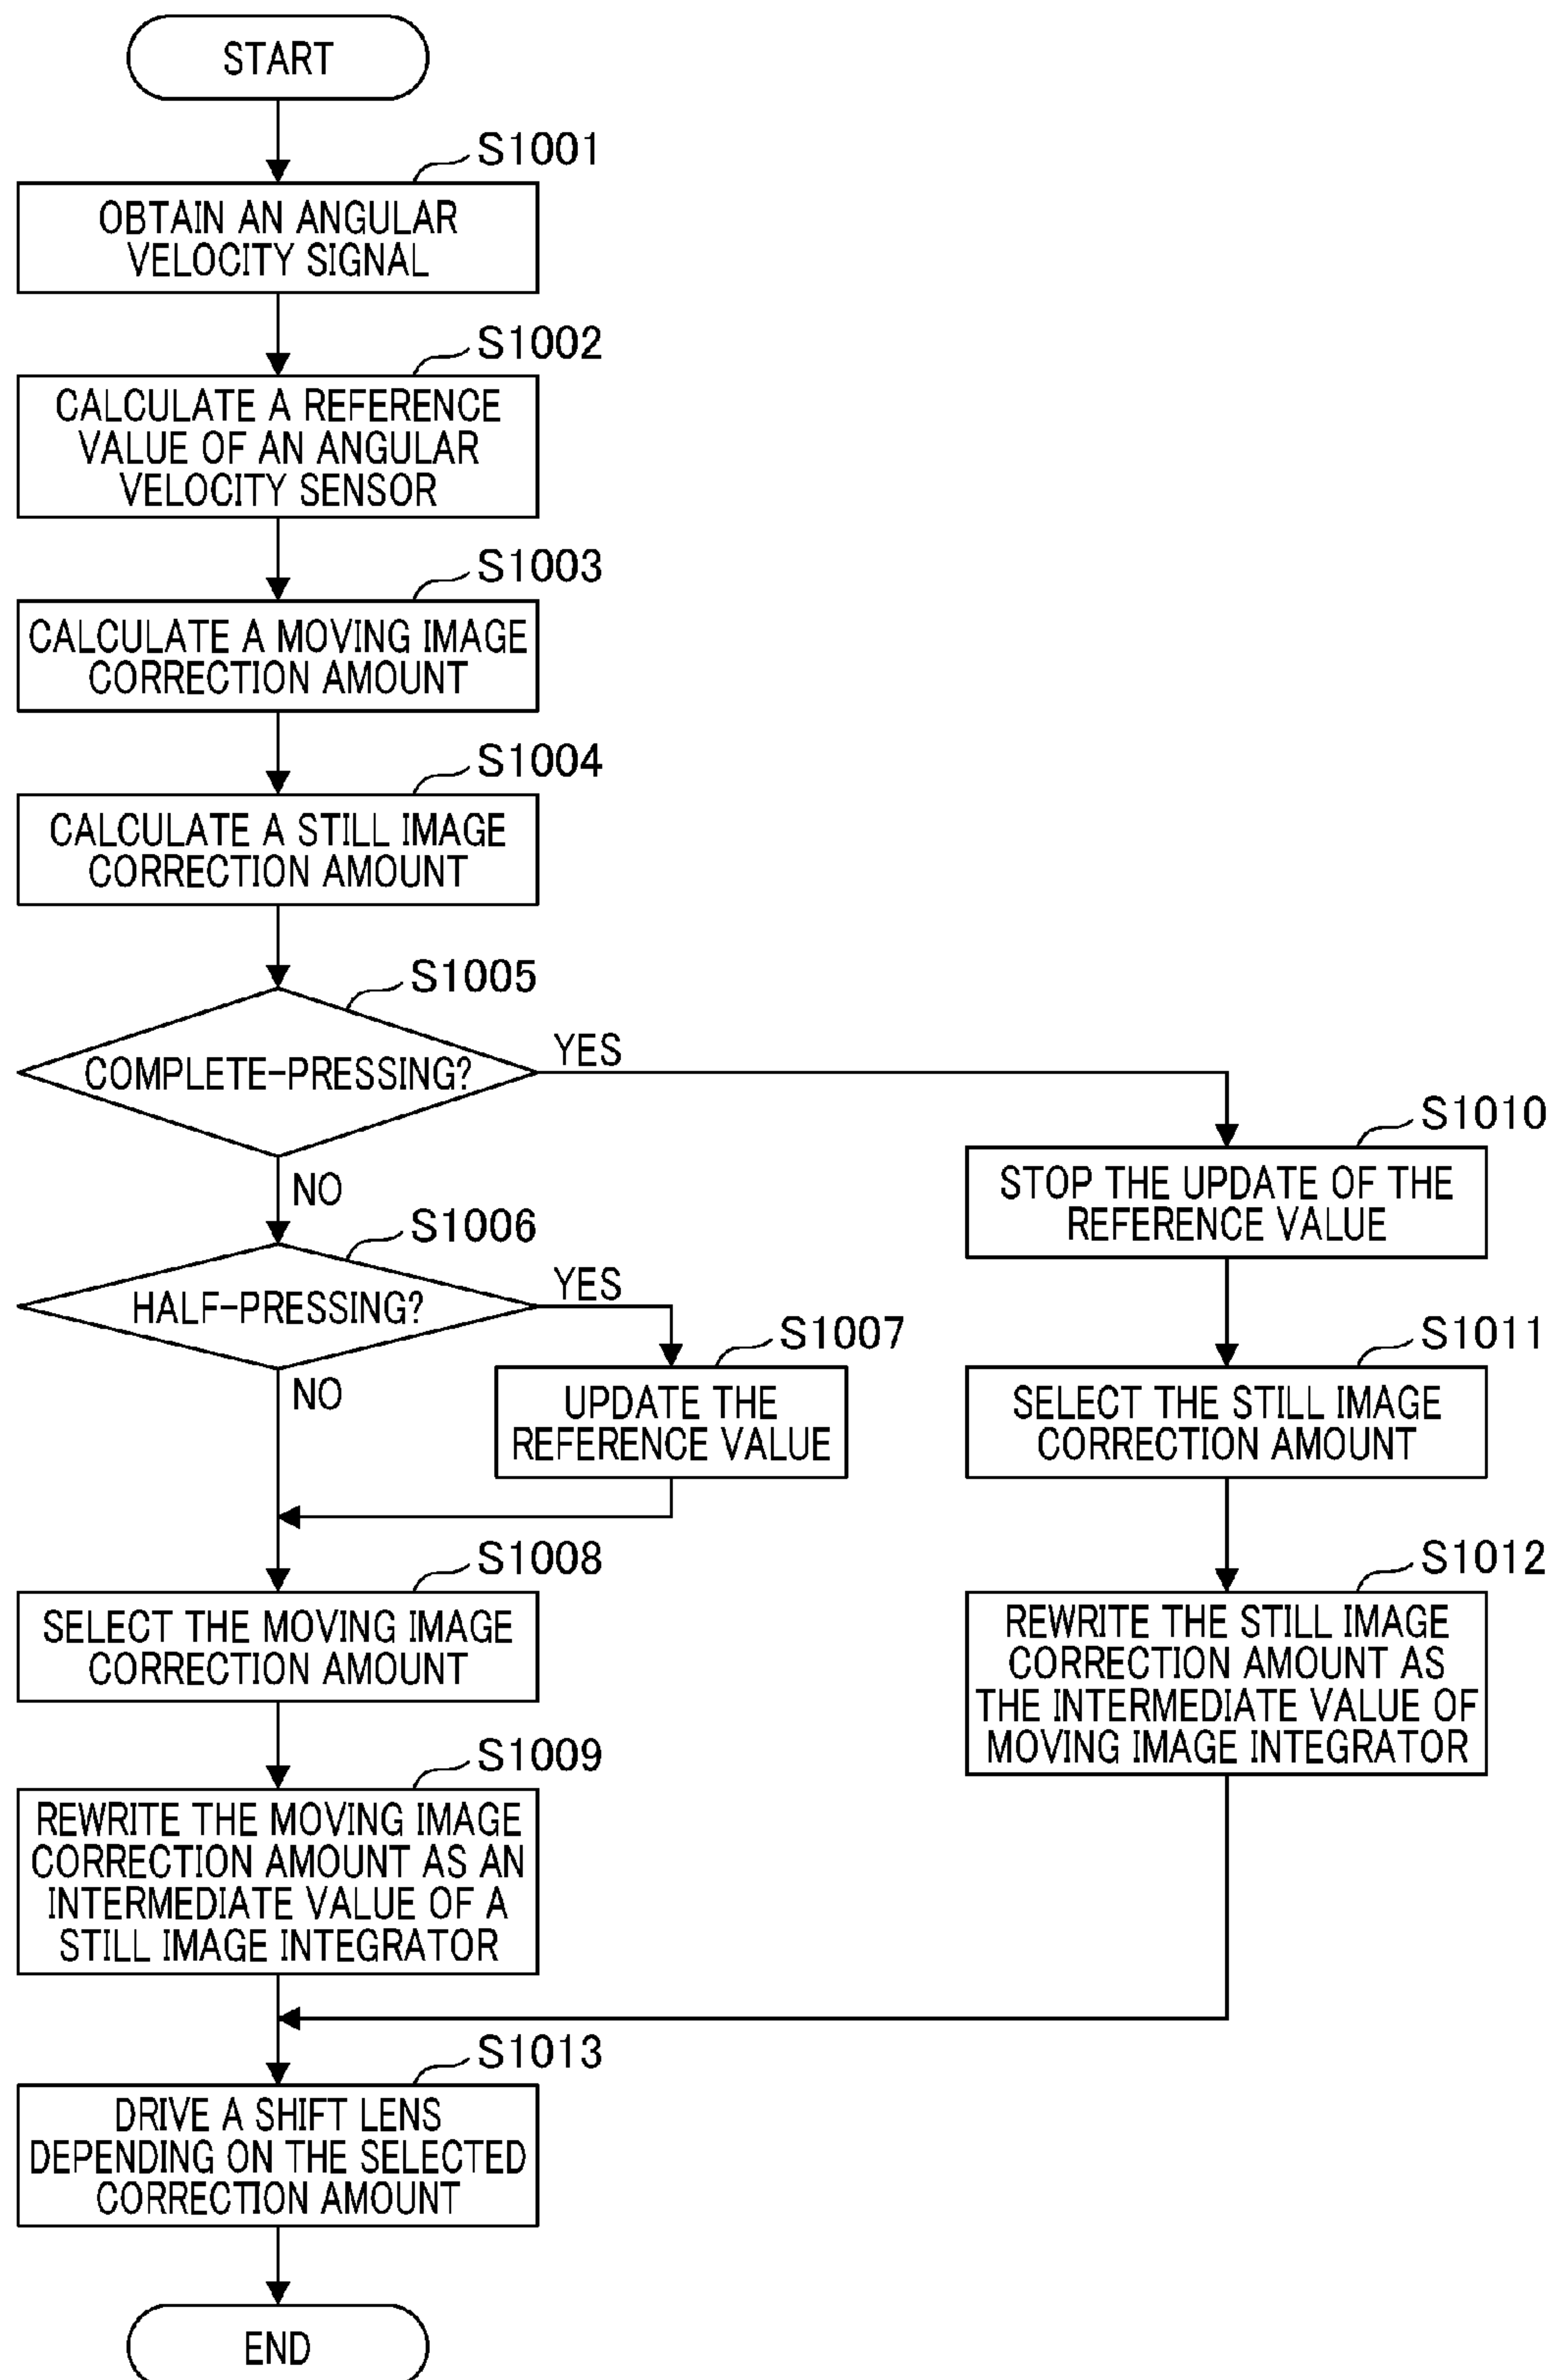 START
S1001
OBTAIN AN ANGULAR
VELOCITY SIGNAL
S1002
CALCULATE A REFERENCE
VALUE OF AN ANGULAR
VELOCITY SENSOR
S1003
CALCULATE A MOVING IMAGE
CORRECTION AMOUNT
S1004
CALCULATE A STILL IMAGE
CORRECTION AMOUNT
S1005
COMPLETE-PRESSING?
YES
NO
S1006
HALF-PRESSING?
YES
NO
S1007
UPDATE THE
REFERENCE VALUE
S1008
SELECT THE MOVING IMAGE
CORRECTION AMOUNT
S1009
REWRITE THE MOVING IMAGE
CORRECTION AMOUNT AS AN
INTERMEDIATE VALUE OF A
STILL IMAGE INTEGRATOR
S1010
STOP THE UPDATE OF THE
REFERENCE VALUE
S1011
SELECT THE STILL IMAGE
CORRECTION AMOUNT
S1012
REWRITE THE STILL IMAGE
CORRECTION AMOUNT AS
THE INTERMEDIATE VALUE OF
MOVING IMAGE INTEGRATOR
S1013
DRIVE A SHIFT LENS
DEPENDING ON THE SELECTED
CORRECTION AMOUNT
END